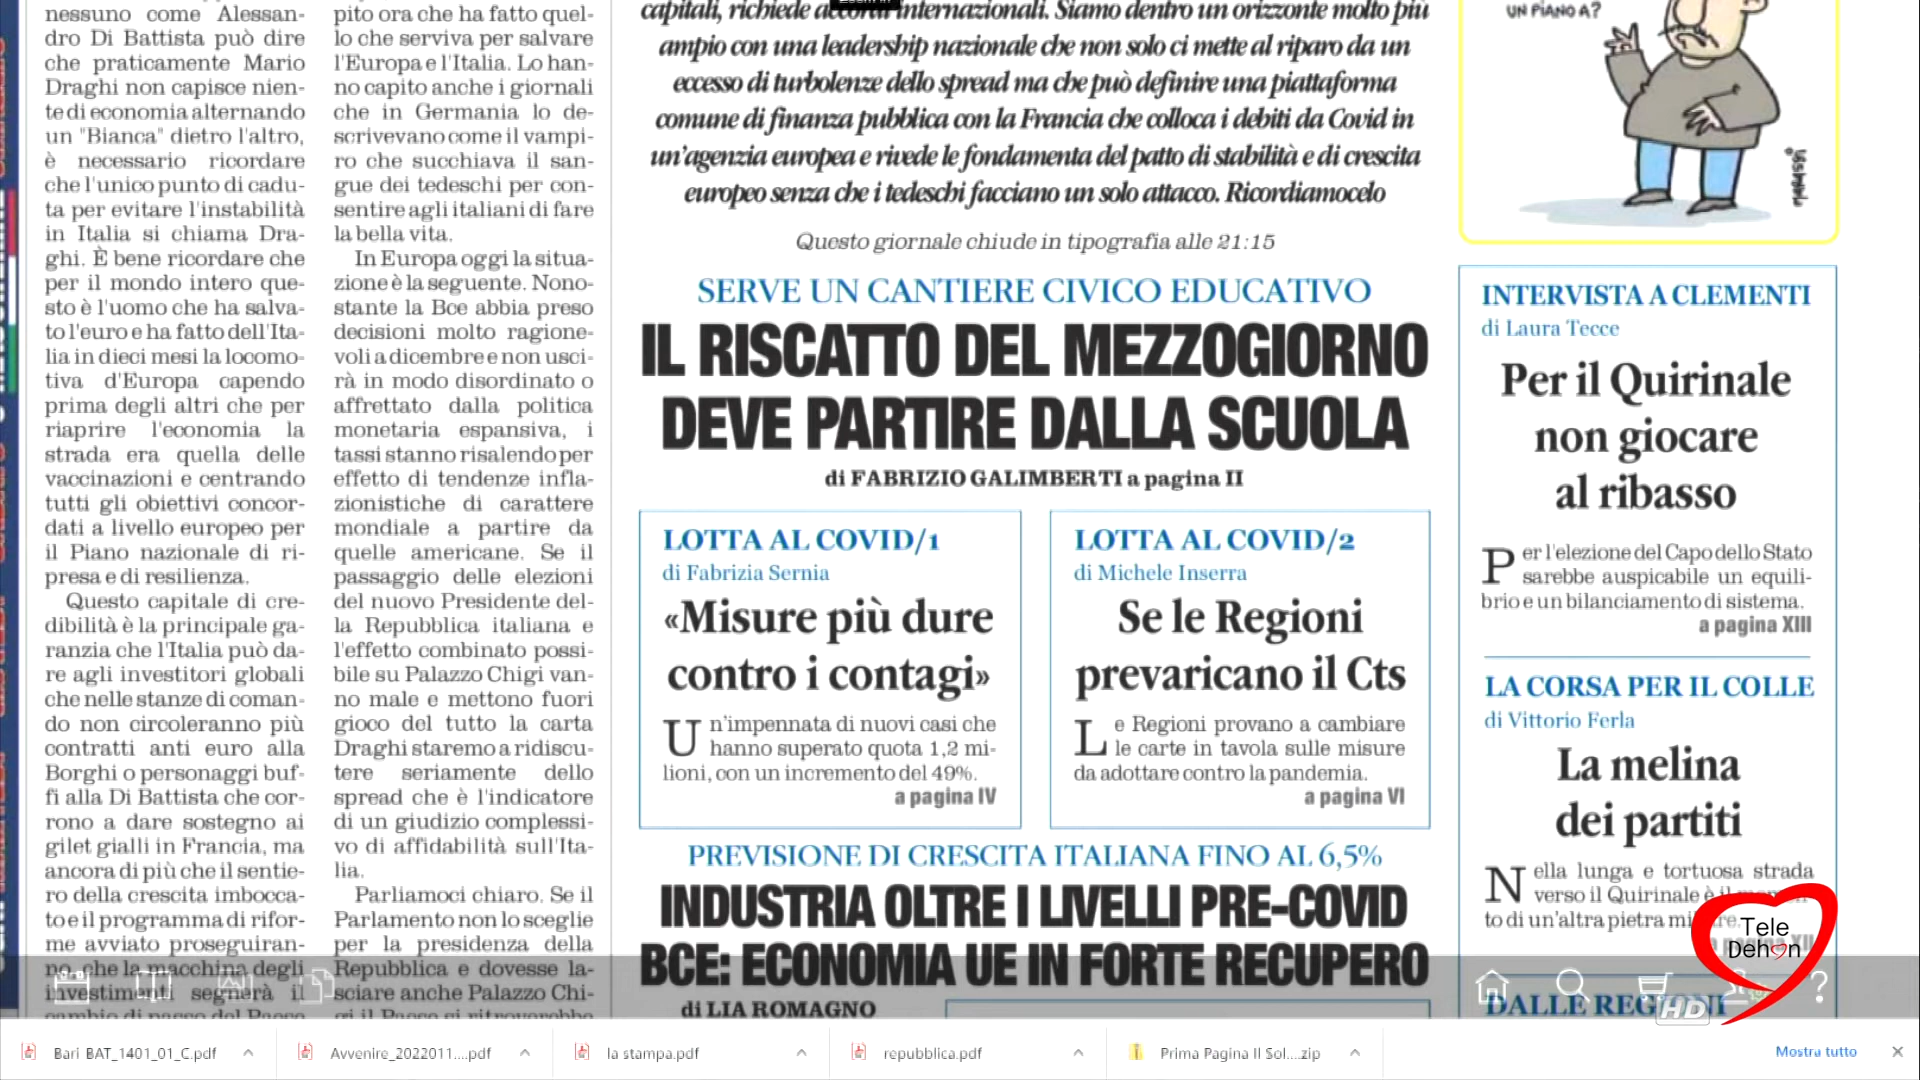 nessuno come Alessan-
dro Di Battista può dire
che praticamente Mario
Draghi non capisce nien-
te di economia alternando
un "Bianca" dietro l'altro,
è necessario ricordare
che l'unico punto di cadu-
ta per evitare l'instabilità
in Italia si chiama Dra-
ghi. È bene ricordare che
per il mondo intero que-
sto è l'uomo che ha salva-
to l'euro e ha fatto dell'Ita-
lia in dieci mesi la locomo-
tiva d'Europa capendo
prima degli altri che per
riaprire l'economia la
strada era quella delle
vaccinazioni e centrando
tutti gli obiettivi concor-
dati a livello europeo per
il Piano nazionale di ri-
presa e di resilienza.
Questo capitale di cre-
dibilità è la principale ga-
ranzia che l'Italia può da-
re agli investitori globali
che nelle stanze di coman-
do non circoleranno più
contratti anti euro alla
Borghi o personaggi buf-
fi alla Di Battista che cor-
rono a dare sostegno ai
gilet gialli in Francia, ma
ancora di più che il sentie-
ro della crescita imbocca-
to e il programma di rifor-
me avviato proseguiran-
no, che la macchina degli
investimenti segnerà il
cambio di passo del Paese
pito ora che ha fatto quel-
lo che serviva per salvare
l'Europa e l'Italia. Lo han-
no capito anche i giornali
che in Germania lo de-
scrivevano come il vampi-
ro che succhiava il san-
gue dei tedeschi per con-
sentire agli italiani di fare
la bella vita.
In Europa oggi la situa-
zione è la seguente. Nono-
stante la Bce abbia preso
decisioni molto ragione-
voli a dicembre e non usci-
rà in modo disordinato o
affrettato dalla politica
monetaria espansiva, i
tassi stanno risalendo per
effetto di tendenze infla-
zionistiche di carattere
mondiale a partire da
quelle americane. Se il
passaggio delle elezioni
del nuovo Presidente del-
la Repubblica italiana e
l'effetto combinato possi-
bile su Palazzo Chigi van-
no male e mettono fuori
gioco del tutto la carta
Draghi staremo a ridiscu-
tere seriamente dello
spread che è l'indicatore
di un giudizio complessi-
vo di affidabilità sull'Ita-
lia.
Parliamoci chiaro. Se il
Parlamento non lo sceglie
per la presidenza della
Repubblica e dovesse la-
sciare anche Palazzo Chi-
gi il Paese si ritroverebbe
capitali, richiede accordi internazionali. Siamo dentro un orizzonte molto più
ampio con una leadership nazionale che non solo ci mette al riparo da un
eccesso di turbolenze dello spread ma che può definire una piattaforma
comune di finanza pubblica con la Francia che colloca i debiti da Covid in
un'agenzia europea e rivede le fondamenta del patto di stabilità e di crescita
europeo senza che i tedeschi facciano un solo attacco. Ricordiamocelo
Questo giornale chiude in tipografia alle 21:15
SERVE UN CANTIERE CIVICO EDUCATIVO
IL RISCATTO DEL MEZZOGIORNO
DEVE PARTIRE DALLA SCUOLA
di FABRIZIO GALIMBERTI a pagina II
LOTTA AL COVID/1
di Fabrizia Sernia
«Misure più dure
contro i contagi»
Un'impennata di nuovi casi che
hanno superato quota 1,2 mi-
lioni, con un incremento del 49%.
a pagina IV
LOTTA AL COVID/2
di Michele Inserra
Se le Regioni
prevaricano il Cts
Le Regioni provano a cambiare
le carte in tavola sulle misure
da adottare contro la pandemia.
a pagina VI
PREVISIONE DI CRESCITA ITALIANA FINO AL 6,5%
INDUSTRIA OLTRE I LIVELLI PRE-COVID
BCE: ECONOMIA UE IN FORTE RECUPERO
di LIA ROMAGNO
UN PIANO A?
INTERVISTA A CLEMENTI
di Laura Tecce
Per il Quirinale
non giocare
al ribasso
Per l'elezione del Capo dello Stato
sarebbe auspicabile un equili-
brio e un bilanciamento di sistema.
a pagina XIII
LA CORSA PER IL COLLE
di Vittorio Ferla
La melina
dei partiti
Nella lunga e tortuosa strada
verso il Quirinale è il
to di un'altra pietra
Tele
Dehon
HD
DALLE REGIONI
?
Bari BAT_1401_01_C.pdf
Avvenire_2022011....pdf
la stampa.pdf
repubblica.pdf
Prima Pagina Il Sol....zip
Mostra tutto